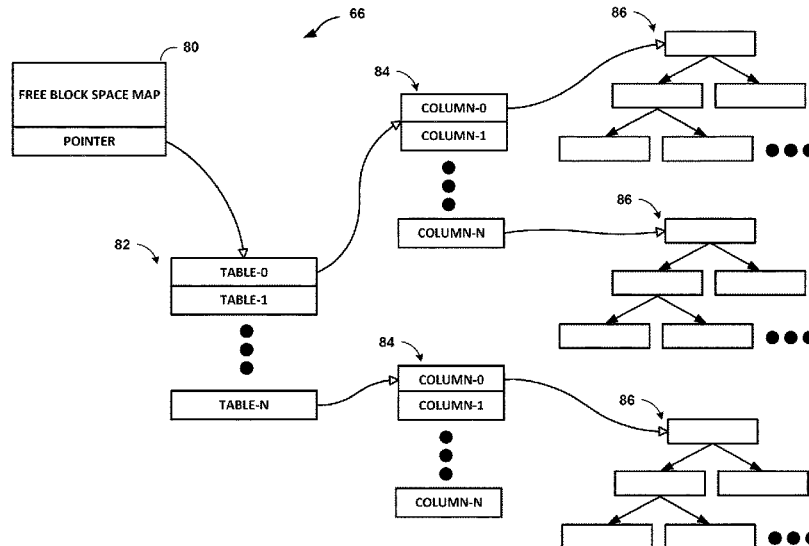 66
80
FREE BLOCK SPACE MAP
POINTER
82
TABLE-0
TABLE-1
TABLE-N
84
COLUMN-0
COLUMN-1
COLUMN-N
84
COLUMN-0
COLUMN-1
COLUMN-N
86
86
86